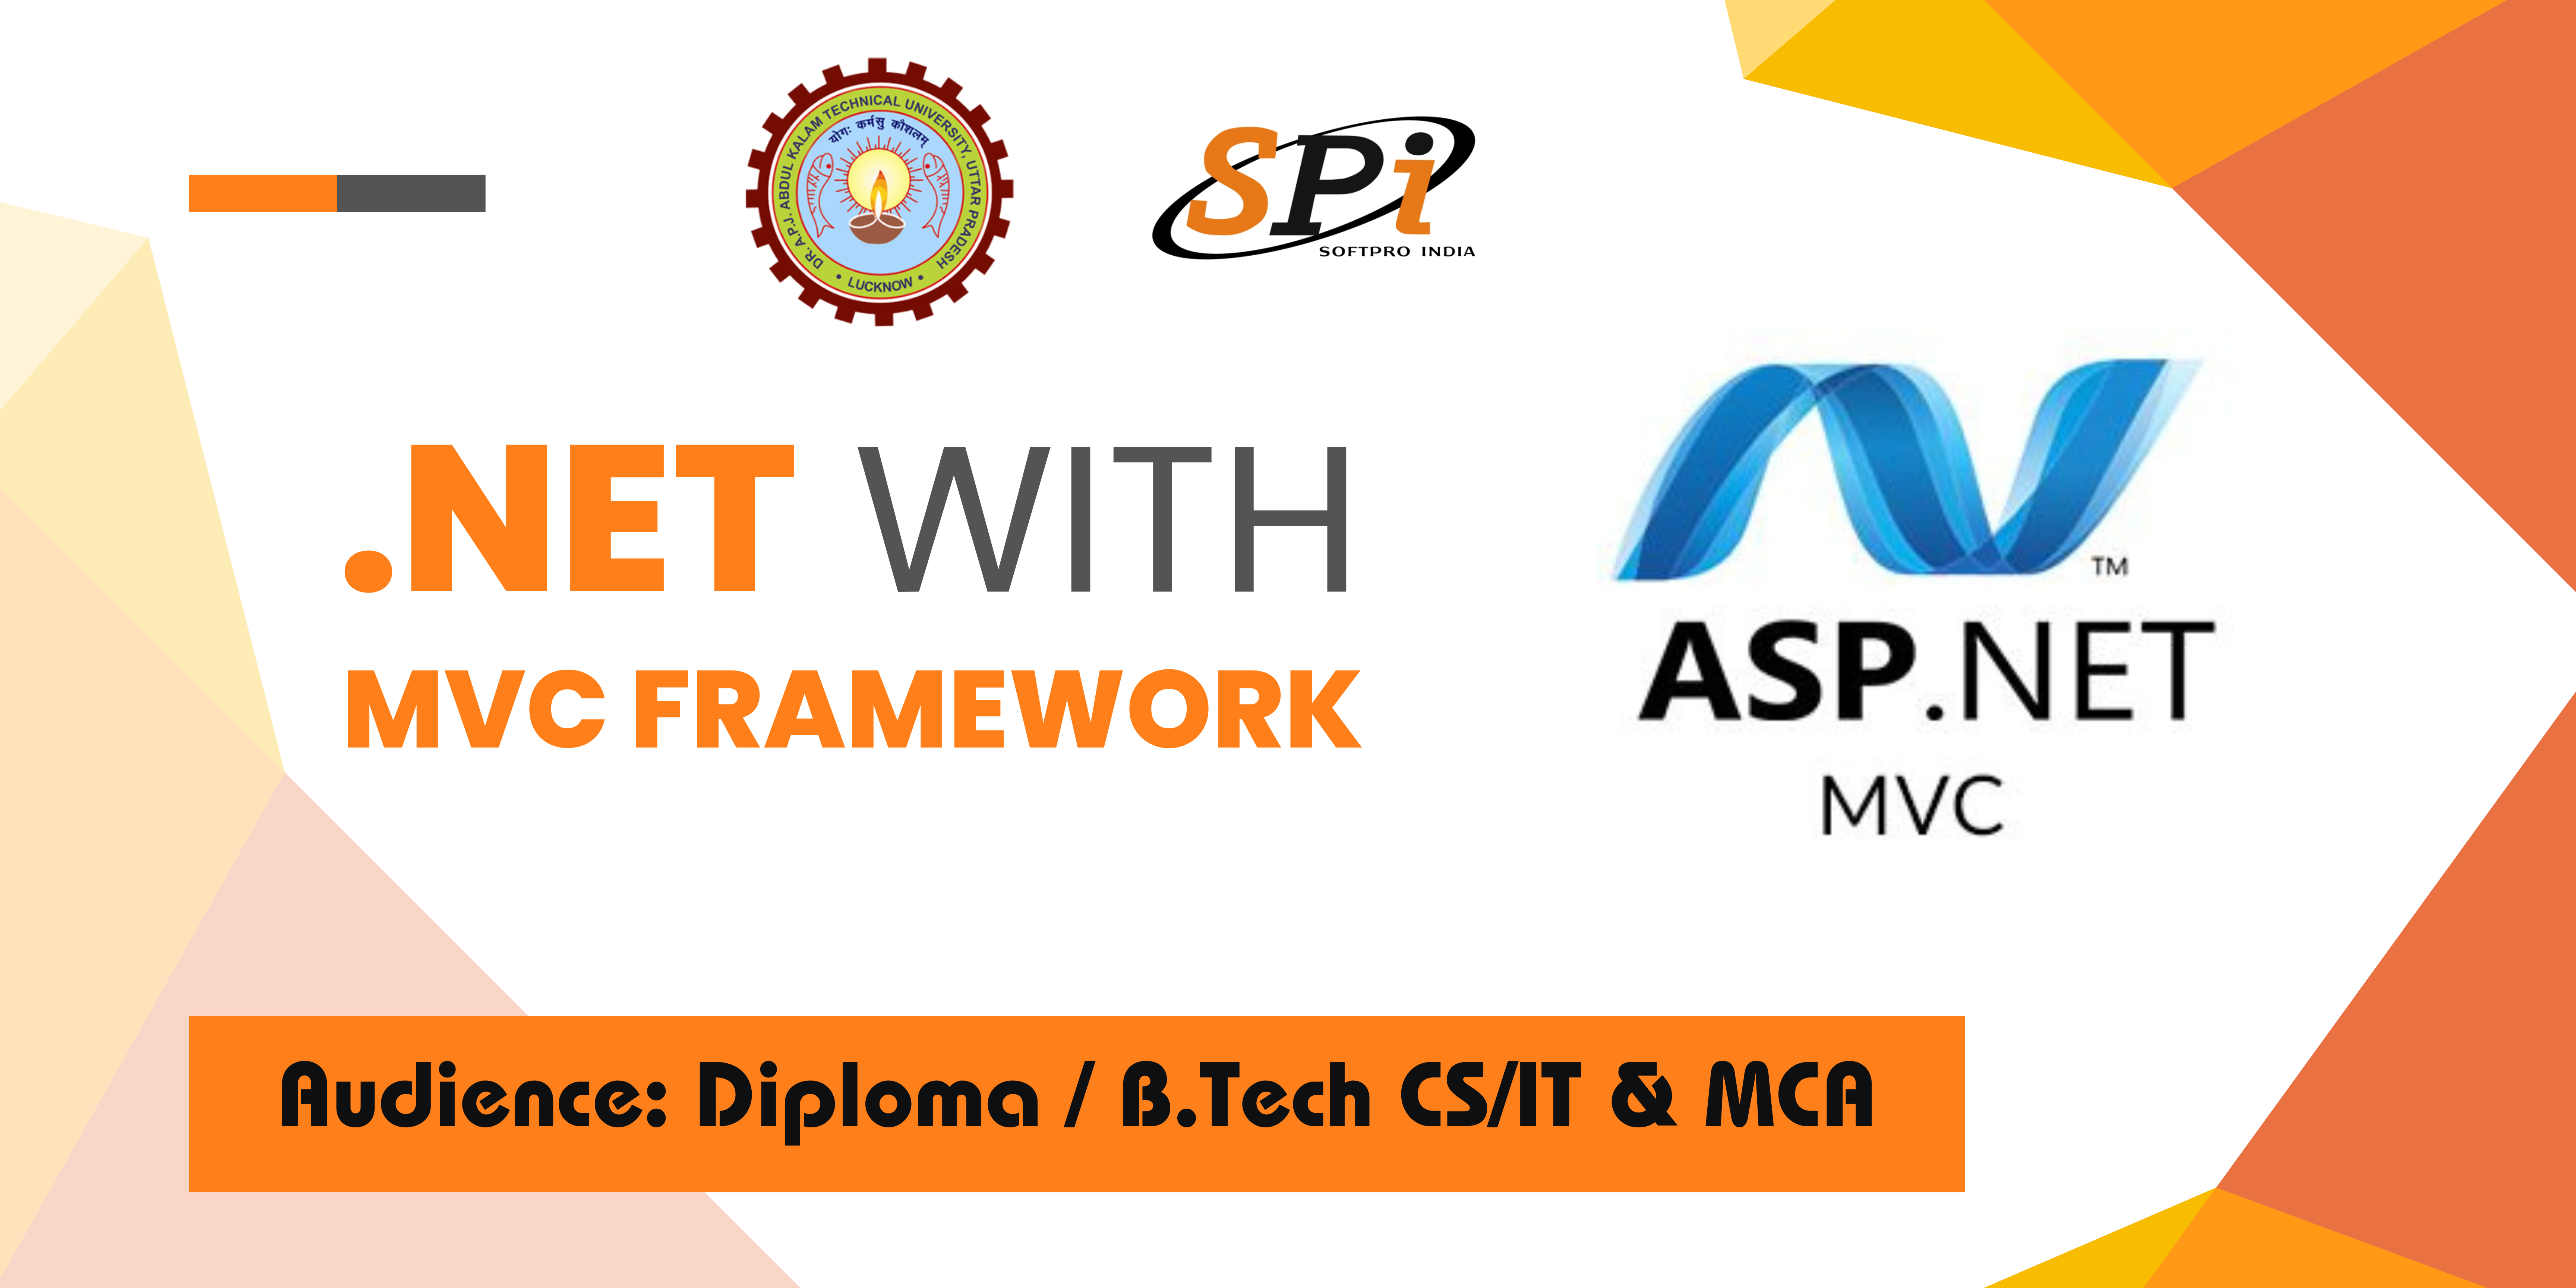 DR. A.P.J. ABDUL KALAM TECHNICAL UNIVERSITY, UTTAR PRADESH
योगः कर्मसु कौशलम्
• LUCKNOW •
SPi
SOFTPRO INDIA
.NET WITH
MVC FRAMEWORK
TM
ASP.NET
MVC
Audience: Diploma / B.Tech CS/IT & MCA